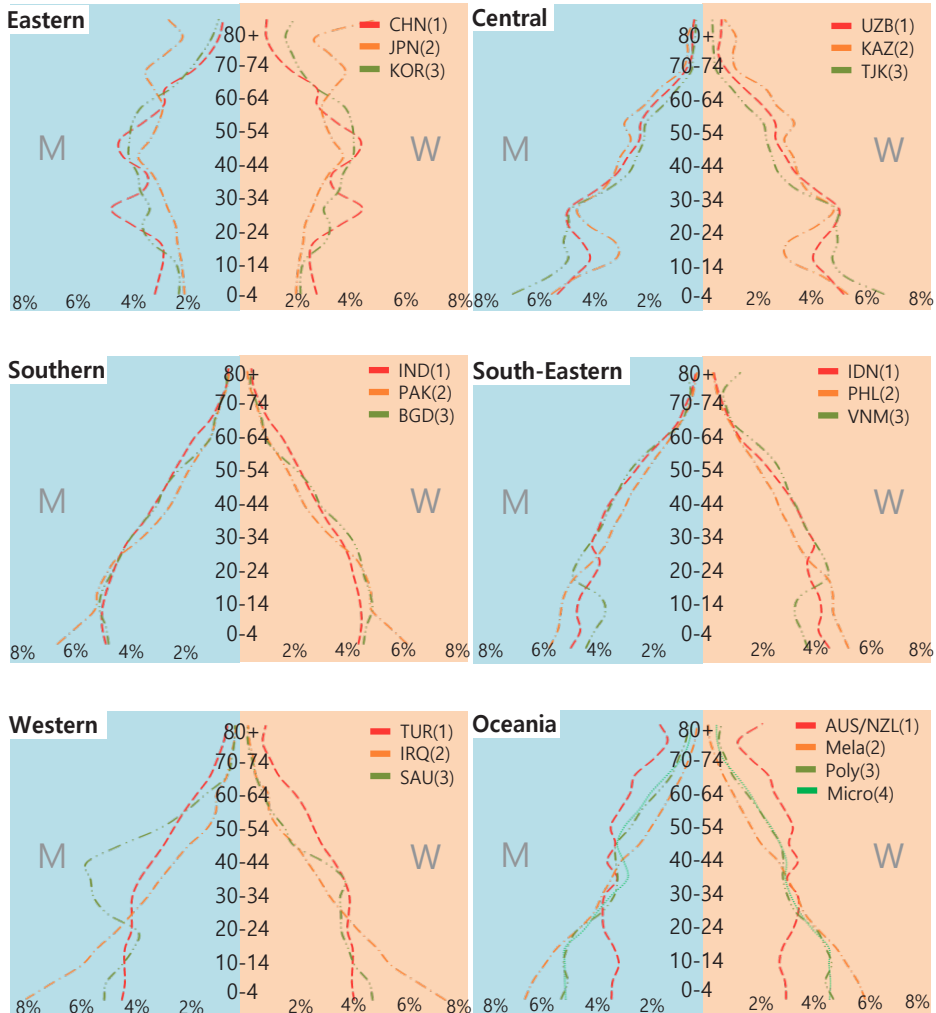 Eastern
CHN(1)
JPN(2)
KOR(3)
80+
70-74
60-64
50-54
40-44
30-34
20-24
10-14
0-4
M
W
8% 6% 4% 2% 2% 4% 6% 8%
Central
UZB(1)
KAZ(2)
TJK(3)
80+
70-74
60-64
50-54
40-44
30-34
20-24
10-14
0-4
M
W
8% 6% 4% 2% 2% 4% 6% 8%
Southern
IND(1)
PAK(2)
BGD(3)
80+
70-74
60-64
50-54
40-44
30-34
20-24
10-14
0-4
M
W
8% 6% 4% 2% 2% 4% 6% 8%
South-Eastern
IDN(1)
PHL(2)
VNM(3)
80+
70-74
60-64
50-54
40-44
30-34
20-24
10-14
0-4
M
W
8% 6% 4% 2% 2% 4% 6% 8%
Western
TUR(1)
IRQ(2)
SAU(3)
80+
70-74
60-64
50-54
40-44
30-34
20-24
10-14
0-4
M
W
8% 6% 4% 2% 2% 4% 6% 8%
Oceania
AUS/NZL(1)
Mela(2)
Poly(3)
Micro(4)
80+
70-74
60-64
50-54
40-44
30-34
20-24
10-14
0-4
M
W
8% 6% 4% 2% 2% 4% 6% 8%